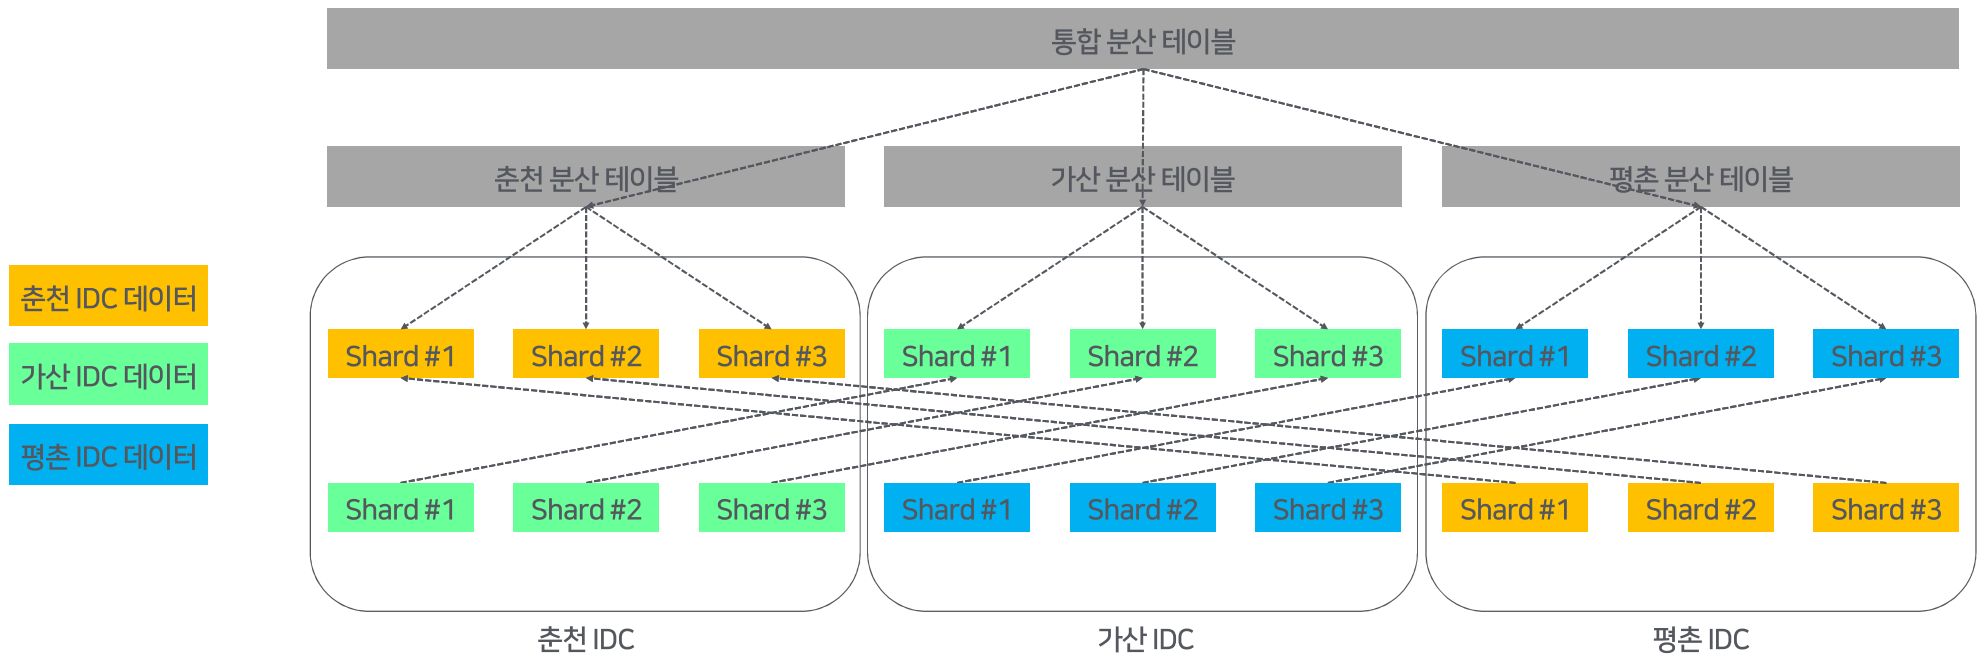 통합 분산 테이블
춘천 분산 테이블
가산 분산 테이블
평촌 분산 테이블
춘천 IDC 데이터
가산 IDC 데이터
평촌 IDC 데이터
Shard #1
Shard #2
Shard #3
Shard #1
Shard #2
Shard #3
Shard #1
Shard #2
Shard #3
Shard #1
Shard #2
Shard #3
Shard #1
Shard #2
Shard #3
Shard #1
Shard #2
Shard #3
춘천 IDC
가산 IDC
평촌 IDC